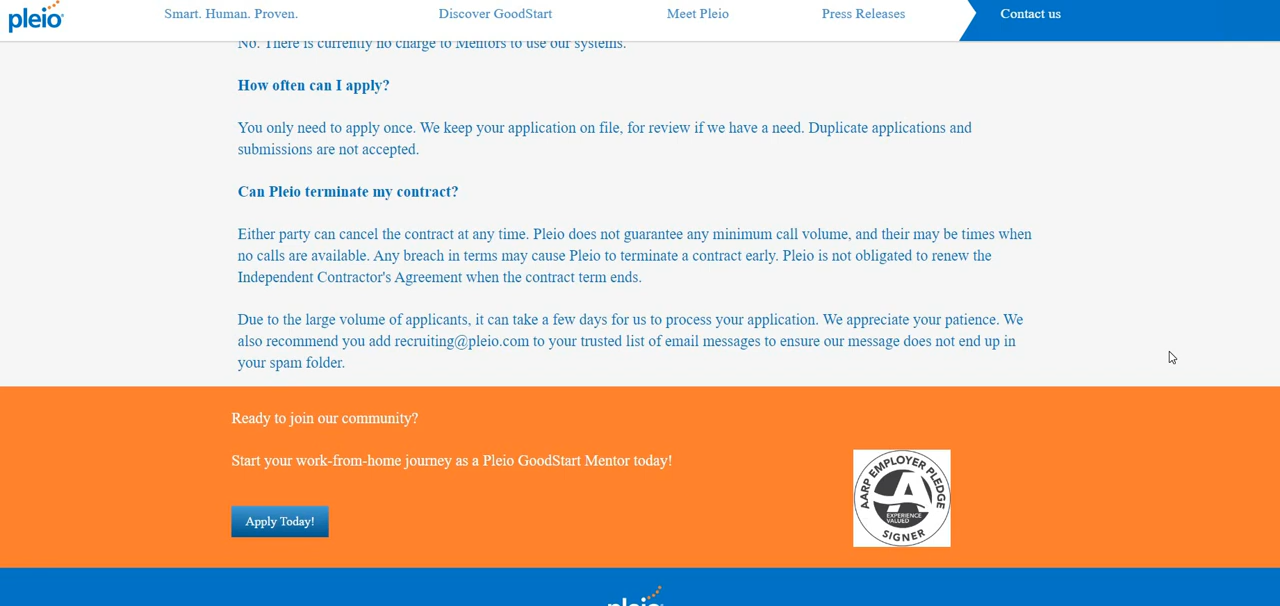 pleio
Smart. Human. Proven.
Discover GoodStart
Meet Pleio
Press Releases
Contact us
No. There is currently no charge to Mentors to use our systems.
How often can I apply?
You only need to apply once. We keep your application on file, for review if we have a need. Duplicate applications and
submissions are not accepted.
Can Pleio terminate my contract?
Either party can cancel the contract at any time. Pleio does not guarantee any minimum call volume, and their may be times when
no calls are available. Any breach in terms may cause Pleio to terminate a contract early. Pleio is not obligated to renew the
Independent Contractor's Agreement when the contract term ends.
Due to the large volume of applicants, it can take a few days for us to process your application. We appreciate your patience. We
also recommend you add recruiting@pleio.com to your trusted list of email messages to ensure our message does not end up in
your spam folder.
Ready to join our community?
Start your work-from-home journey as a Pleio GoodStart Mentor today!
Apply Today!
AARP EMPLOYER PLEDGE
EXPERIENCE
VALUED
SIGNER
pleio